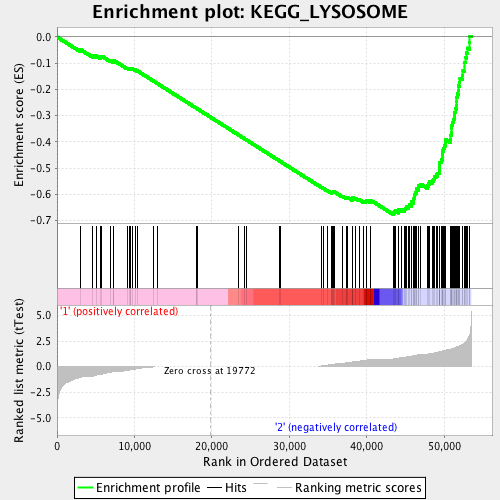 Enrichment plot: KEGG_LYSOSOME
Enrichment score (ES)
0.0
-0.1
-0.2
-0.3
-0.4
-0.5
-0.6
-0.7
'1' (positively correlated)
Ranked list metric (tTest)
5.0
2.5
0.0
-2.5
-5.0
Zero cross at 19772
'2' (negatively correlated)
0
10,000
20,000
30,000
40,000
50,000
Rank in Ordered Dataset
Enrichment profile
Hits
Ranking metric scores